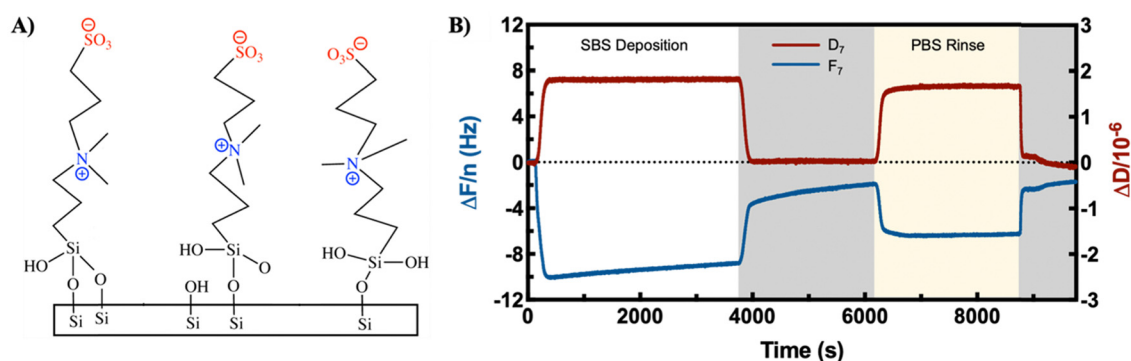 A)
⊖ ⊖ ⊖
SO₃ SO₃ O₃S
N ⊕ ⊕ N N ⊕
HO Si HO Si O HO Si OH
O O OH O O
Si Si Si Si Si
B)
SBS Deposition PBS Rinse
D₇
F₇
12 8 4 0 -4 -8 -12
ΔF/n (Hz)
3 2 1 0 -1 -2 -3
ΔD/10⁻⁶
0 2000 4000 6000 8000
Time (s)